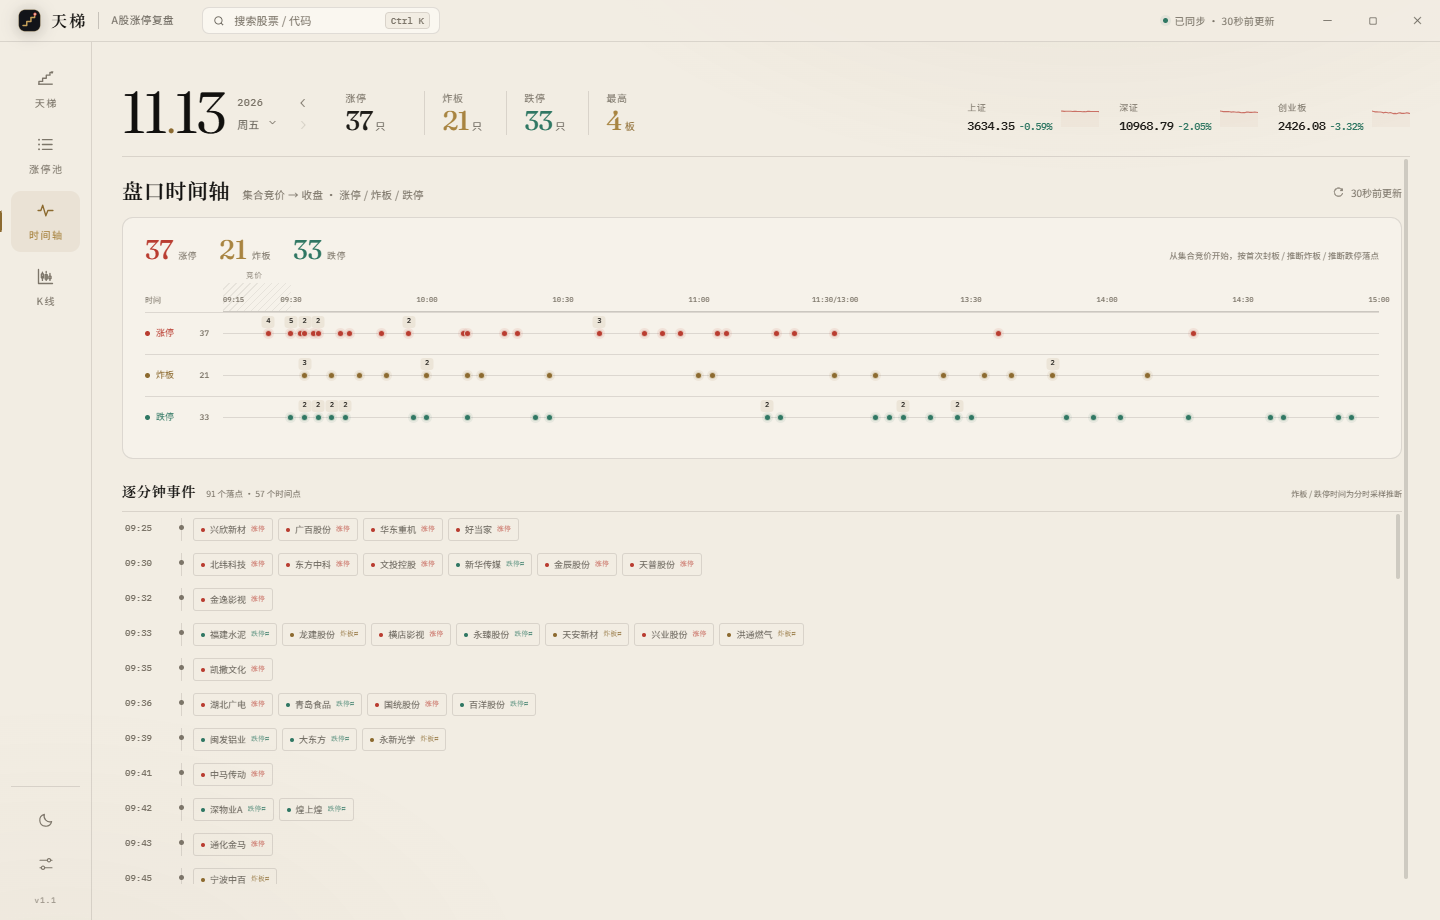 天梯 A股涨停复盘 搜索股票 / 代码 Ctrl K 已同步 · 30秒前更新
天梯
涨停池
时间轴
K线
v1.1
11.13 2026 周五
涨停 37 只
炸板 21 只
跌停 33 只
最高 4 板
上证 3634.35 -0.59%
深证 10968.79 -2.05%
创业板 2426.08 -3.32%
盘口时间轴 集合竞价 → 收盘 · 涨停 / 炸板 / 跌停 30秒前更新
37 涨停 21 炸板 33 跌停 从集合竞价开始，按首次封板 / 推断炸板 / 推断跌停落点
竞价
时间 09:15 09:30 10:00 10:30 11:00 11:30/13:00 13:30 14:00 14:30 15:00
4 5 2 2 2 3
涨停 37
3 2 2
炸板 21
2 2 2 2 2 2 2
跌停 33
逐分钟事件 91 个落点 · 57 个时间点 炸板 / 跌停时间为分时采样推断
09:25 兴欣新材 涨停 广百股份 涨停 华东重机 涨停 好当家 涨停
09:30 北纬科技 涨停 东方中科 涨停 文投控股 涨停 新华传媒 跌停≈ 金辰股份 涨停 天普股份 涨停
09:32 金逸影视 涨停
09:33 福建水泥 跌停≈ 龙建股份 炸板≈ 横店影视 涨停 永臻股份 跌停≈ 天安新材 炸板≈ 兴业股份 涨停 洪通燃气 炸板≈
09:35 凯撒文化 涨停
09:36 湖北广电 涨停 青岛食品 跌停≈ 国统股份 涨停 百洋股份 跌停≈
09:39 闽发铝业 跌停≈ 大东方 跌停≈ 永新光学 炸板≈
09:41 中马传动 涨停
09:42 深物业A 跌停≈ 煌上煌 跌停≈
09:43 通化金马 涨停
09:45 宁波中百 炸板≈